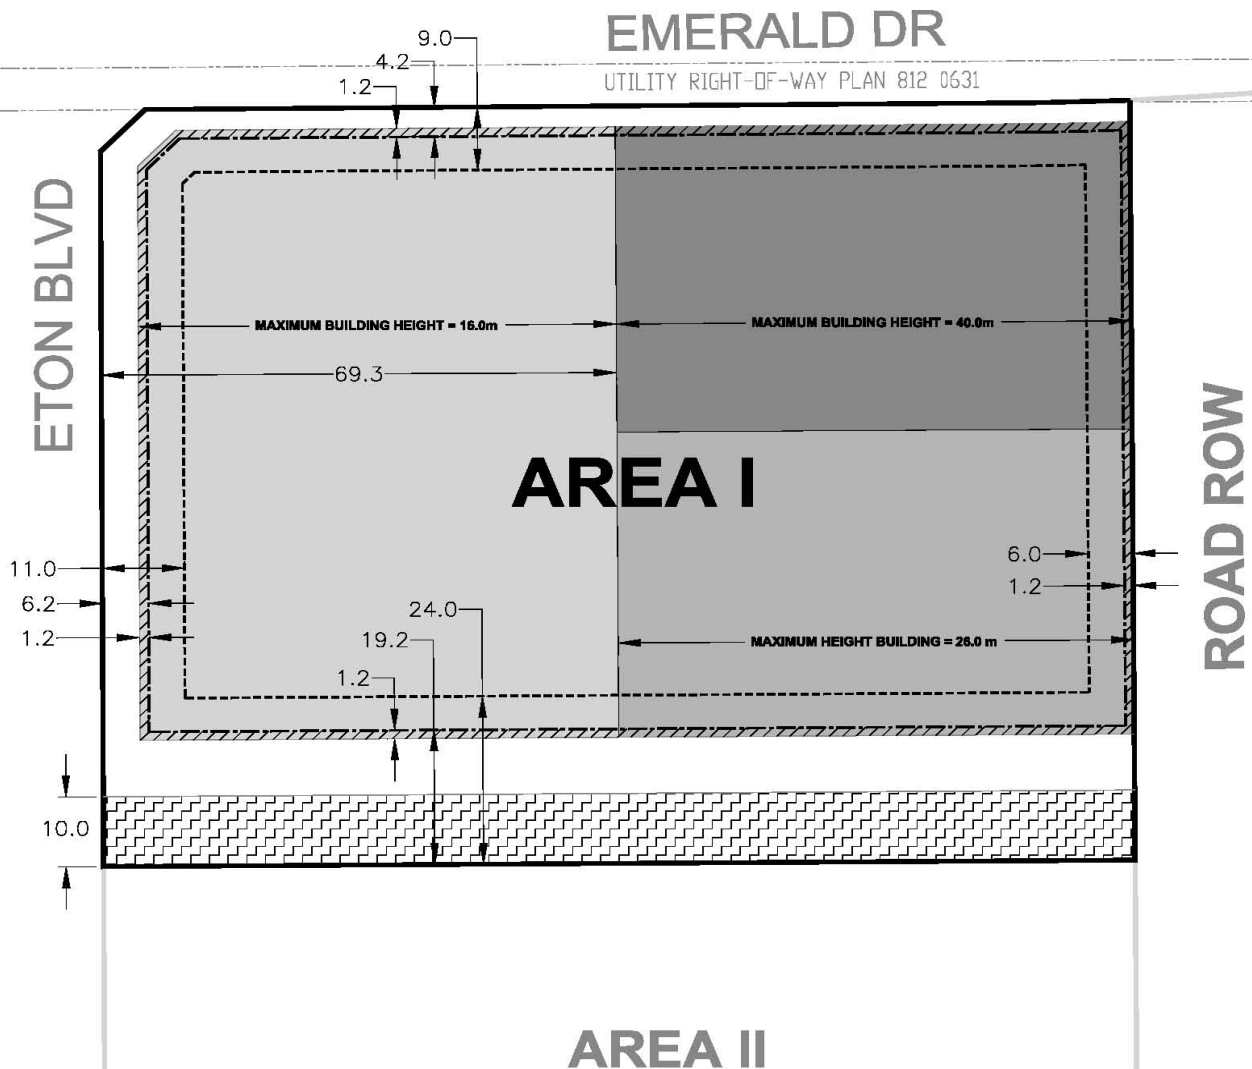 EMERALD DR
UTILITY RIGHT-OF-WAY PLAN 812 0631
9.0
4.2
1.2
ETON BLVD
MAXIMUM BUILDING HEIGHT = 16.0m
MAXIMUM BUILDING HEIGHT = 40.0m
69.3
ROAD ROW
AREA I
11.0
6.2
1.2
6.0
1.2
24.0
19.2
1.2
MAXIMUM HEIGHT BUILDING = 26.0 m
10.0
AREA II